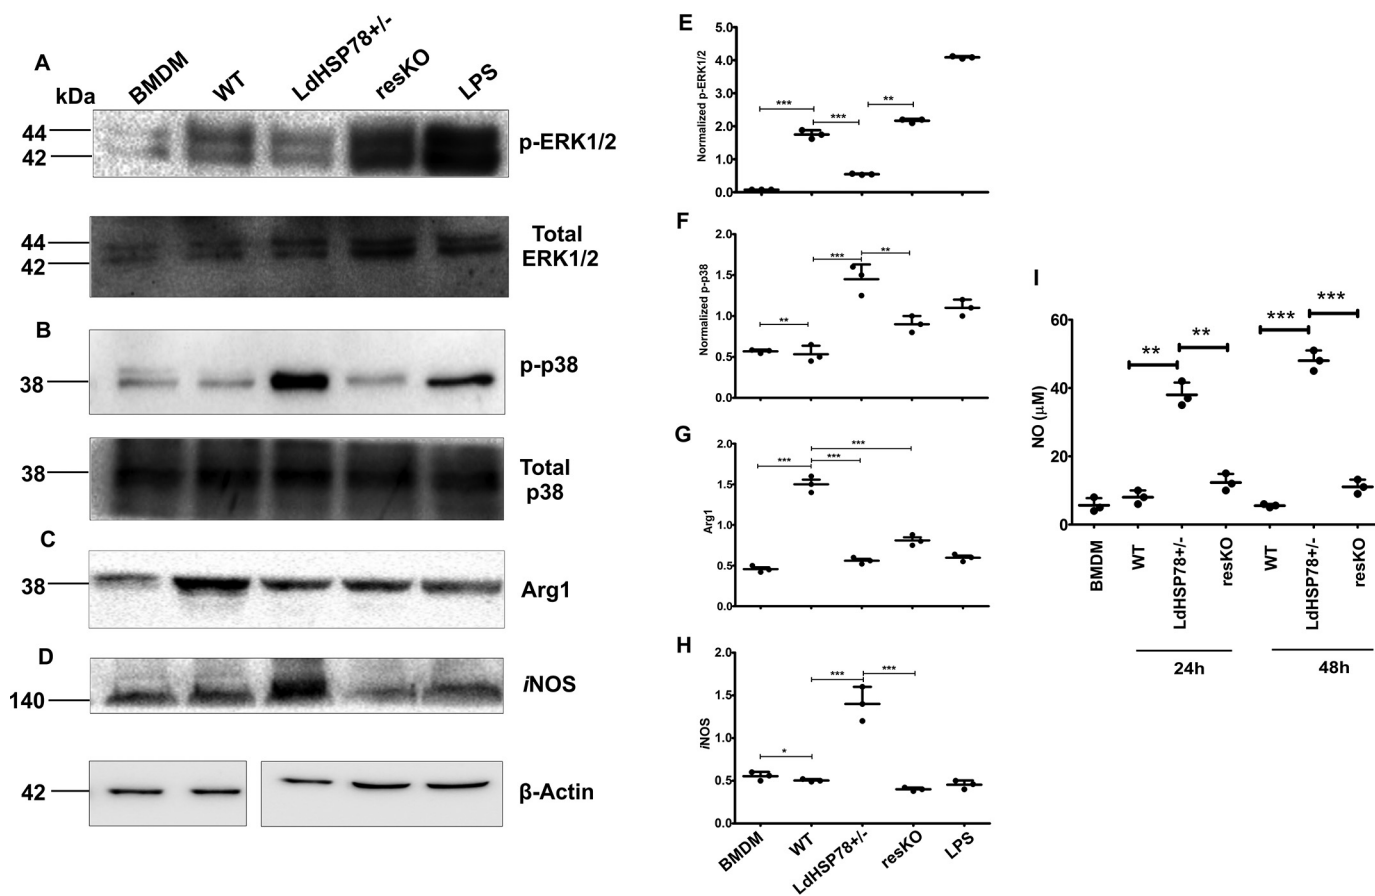 A
kDa
BMDM
WT
LdHSP78+/-
resKO
LPS
44
42
p-ERK1/2
44
42
Total
ERK1/2
B
38
p-p38
38
Total
p38
C
38
Arg1
D
140
iNOS
42
β-Actin
E
Normalized p-ERK1/2
5.0
4.0
3.0
2.0
1.0
0.0
***
***
**
F
Normalized p-p38
2.0
1.5
1.0
0.5
0.0
**
***
**
G
Arg1
2.0
1.5
1.0
0.5
0.0
***
***
***
H
iNOS
2.0
1.5
1.0
0.5
0.0
*
***
***
BMDM
WT
LdHSP78+/-
resKO
LPS
I
NO (μM)
60
40
20
0
**
**
***
***
BMDM
WT
LdHSP78+/-
resKO
WT
LdHSP78+/-
resKO
24h
48h